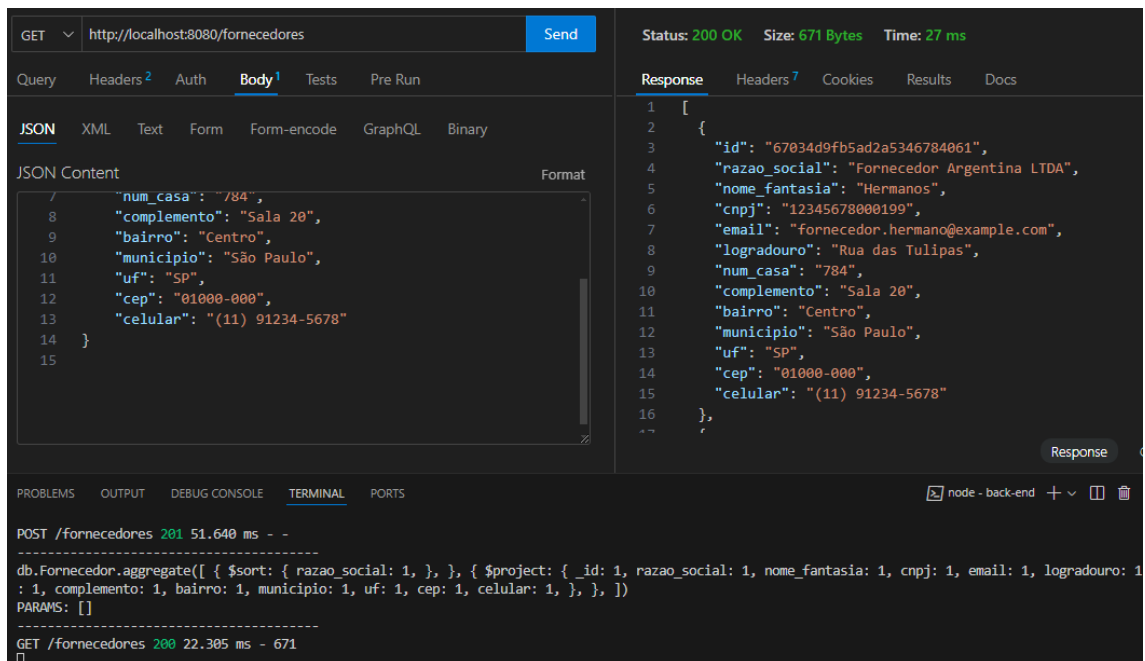 GET http://localhost:8080/fornecedores Send
Query Headers 2 Auth Body 1 Tests Pre Run
JSON XML Text Form Form-encode GraphQL Binary
JSON Content Format
7 "num_casa": "784",
8 "complemento": "Sala 20",
9 "bairro": "Centro",
10 "municipio": "São Paulo",
11 "uf": "SP",
12 "cep": "01000-000",
13 "celular": "(11) 91234-5678"
14 }
15
Status: 200 OK Size: 671 Bytes Time: 27 ms
Response Headers 7 Cookies Results Docs
1 [
2 {
3 "id": "67034d9fb5ad2a5346784061",
4 "razao_social": "Fornecedor Argentina LTDA",
5 "nome_fantasia": "Hermanos",
6 "cnpj": "12345678000199",
7 "email": "fornecedor.hermano@example.com",
8 "logradouro": "Rua das Tulipas",
9 "num_casa": "784",
10 "complemento": "Sala 20",
11 "bairro": "Centro",
12 "municipio": "São Paulo",
13 "uf": "SP",
14 "cep": "01000-000",
15 "celular": "(11) 91234-5678"
16 },
17 {
Response
PROBLEMS OUTPUT DEBUG CONSOLE TERMINAL PORTS node - back-end
POST /fornecedores 201 51.640 ms - -
----------------------------------------
db.Fornecedor.aggregate([ { $sort: { razao_social: 1, }, }, { $project: { _id: 1, razao_social: 1, nome_fantasia: 1, cnpj: 1, email: 1, logradouro: 1
: 1, complemento: 1, bairro: 1, municipio: 1, uf: 1, cep: 1, celular: 1, }, }, ])
PARAMS: []
----------------------------------------
GET /fornecedores 200 22.305 ms - 671